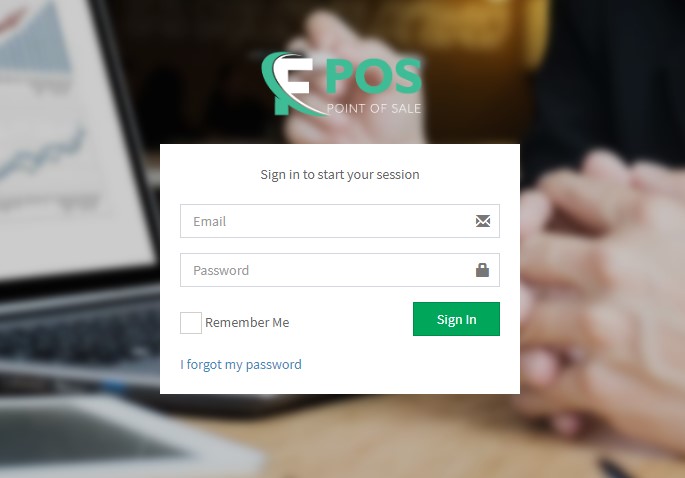 F POS
POINT OF SALE
Sign in to start your session
Email
Password
Remember Me
Sign In
I forgot my password